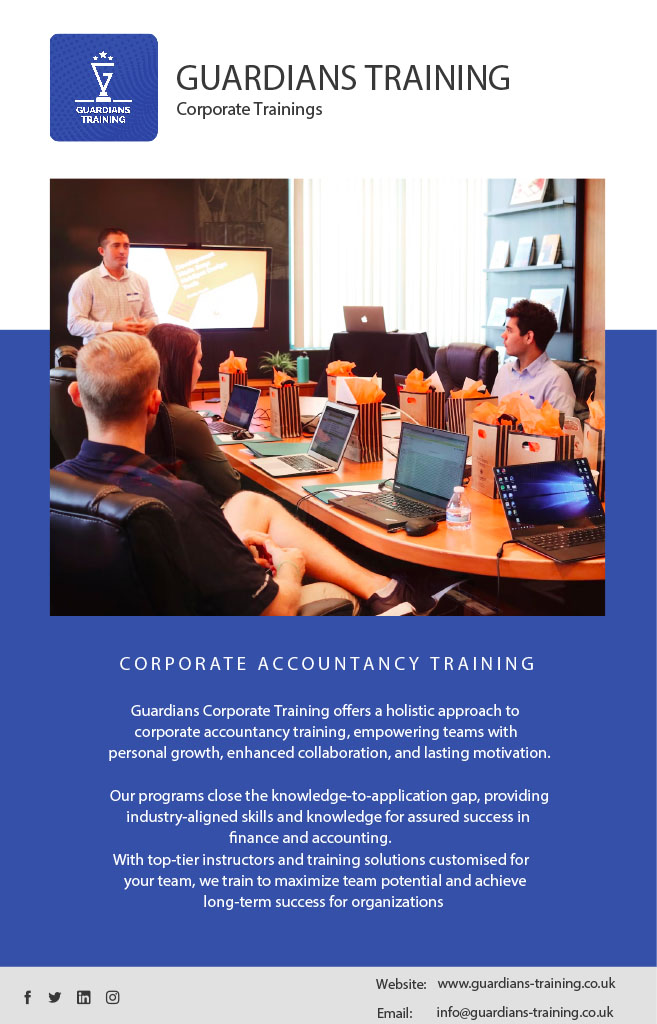 GUARDIANS
TRAINING
GUARDIANS TRAINING
Corporate Trainings
CORPORATE ACCOUNTANCY TRAINING
Guardians Corporate Training offers a holistic approach to
corporate accountancy training, empowering teams with
personal growth, enhanced collaboration, and lasting motivation.
Our programs close the knowledge-to-application gap, providing
industry-aligned skills and knowledge for assured success in
finance and accounting.
With top-tier instructors and training solutions customised for
your team, we train to maximize team potential and achieve
long-term success for organizations
Website: www.guardians-training.co.uk
Email: info@guardians-training.co.uk